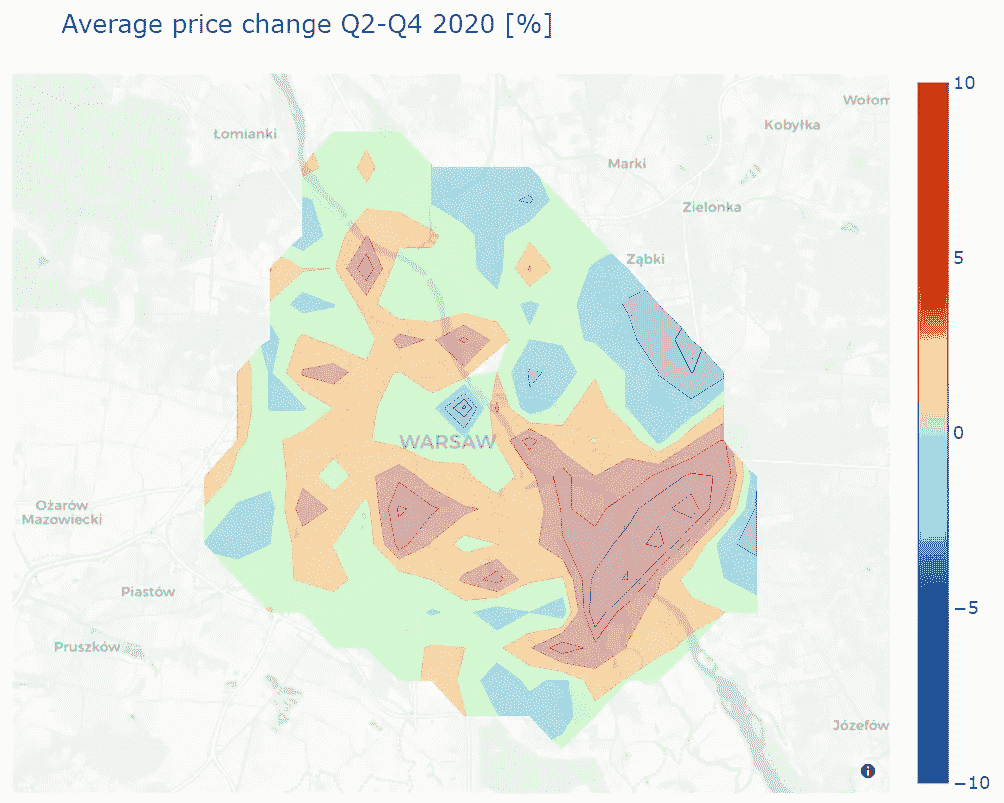 Average price change Q2-Q4 2020 [%]
10
Wołom
Kobyłka
Łomianki
Marki
Zielonka
Ząbki
5
0
WARSAW
Ożarów
Mazowiecki
Piastów
−5
Pruszków
Józefów
i
−10